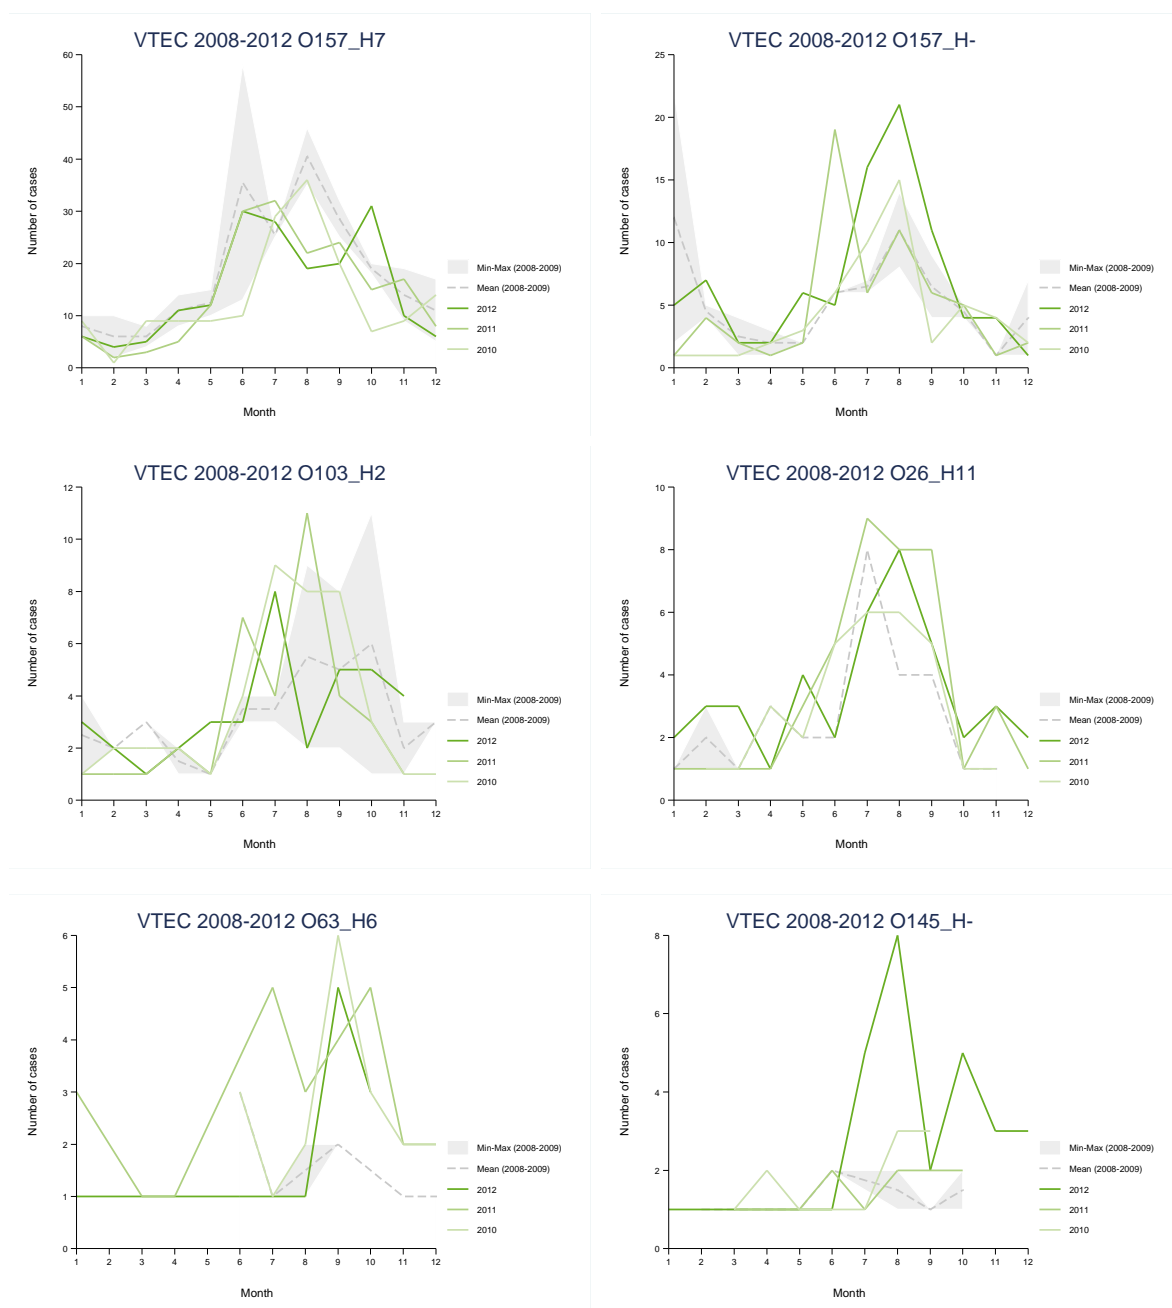 VTEC 2008-2012 O157_H7
60
50
40
30
20
10
0
Number of cases
1 2 3 4 5 6 7 8 9 10 11 12
Month
Min-Max (2008-2009)
Mean (2008-2009)
2012
2011
2010
VTEC 2008-2012 O157_H-
25
20
15
10
5
0
Number of cases
1 2 3 4 5 6 7 8 9 10 11 12
Month
Min-Max (2008-2009)
Mean (2008-2009)
2012
2011
2010
VTEC 2008-2012 O103_H2
12
10
8
6
4
2
0
Number of cases
1 2 3 4 5 6 7 8 9 10 11 12
Month
Min-Max (2008-2009)
Mean (2008-2009)
2012
2011
2010
VTEC 2008-2012 O26_H11
10
8
6
4
2
0
Number of cases
1 2 3 4 5 6 7 8 9 10 11 12
Month
Min-Max (2008-2009)
Mean (2008-2009)
2012
2011
2010
VTEC 2008-2012 O63_H6
6
5
4
3
2
1
0
Number of cases
1 2 3 4 5 6 7 8 9 10 11 12
Month
Min-Max (2008-2009)
Mean (2008-2009)
2012
2011
2010
VTEC 2008-2012 O145_H-
8
6
4
2
0
Number of cases
1 2 3 4 5 6 7 8 9 10 11 12
Month
Min-Max (2008-2009)
Mean (2008-2009)
2012
2011
2010